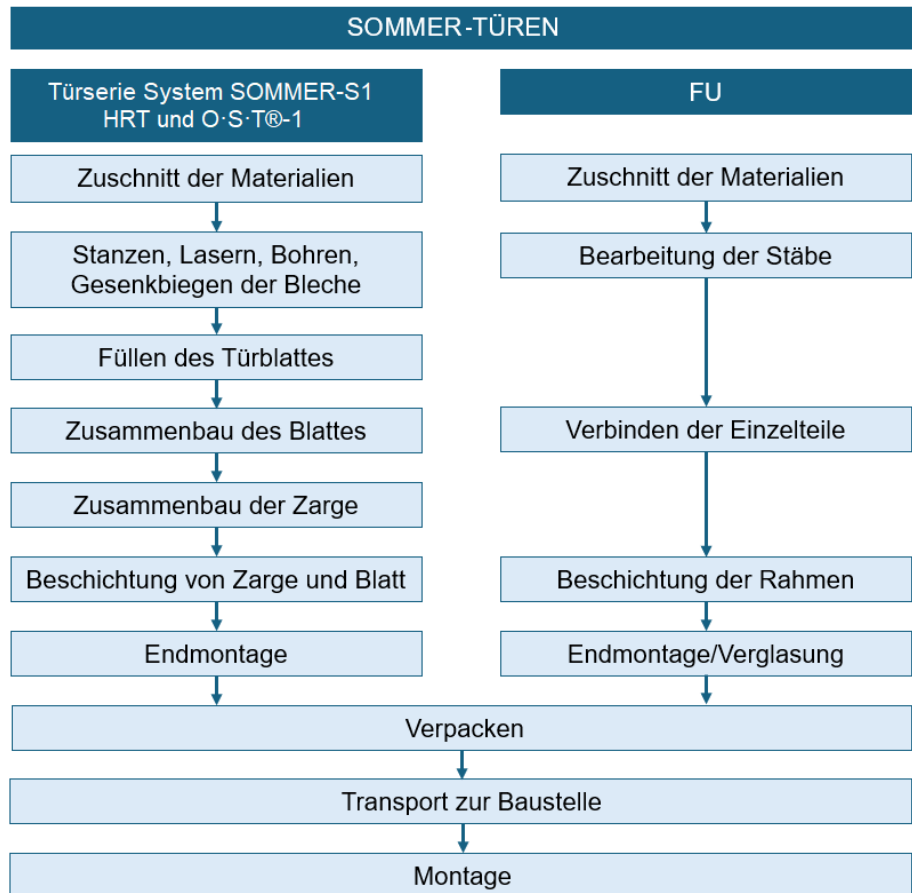 SOMMER-TÜREN
Türserie System SOMMER-S1
HRT und O·S·T®-1
Zuschnitt der Materialien
Stanzen, Lasern, Bohren,
Gesenkbiegen der Bleche
Füllen des Türblattes
Zusammenbau des Blattes
Zusammenbau der Zarge
Beschichtung von Zarge und Blatt
Endmontage
FU
Zuschnitt der Materialien
Bearbeitung der Stäbe
Verbinden der Einzelteile
Beschichtung der Rahmen
Endmontage/Verglasung
Verpacken
Transport zur Baustelle
Montage